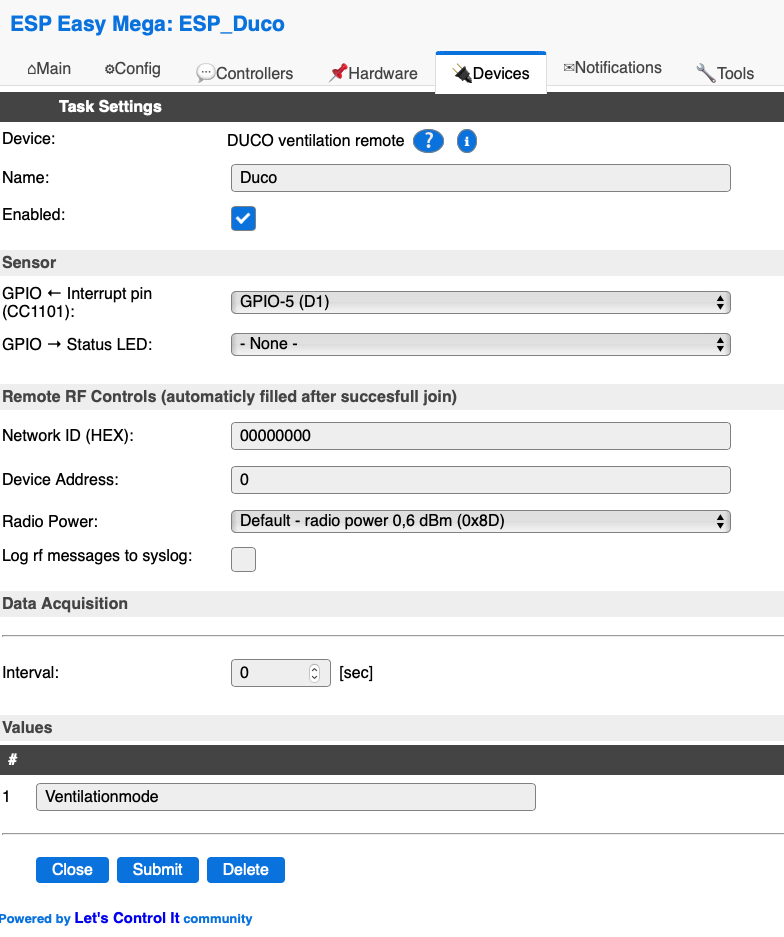 ESP Easy Mega: ESP_Duco
⌂Main ⚙Config 💬Controllers 📌Hardware 🔌Devices ✉Notifications 🔧Tools
Task Settings
Device: DUCO ventilation remote ? i
Name: Duco
Enabled:
Sensor
GPIO ← Interrupt pin
(CC1101): GPIO-5 (D1)
GPIO → Status LED: - None -
Remote RF Controls (automaticly filled after succesfull join)
Network ID (HEX): 00000000
Device Address: 0
Radio Power: Default - radio power 0,6 dBm (0x8D)
Log rf messages to syslog:
Data Acquisition
Interval: 0 [sec]
Values
#
1 Ventilationmode
Close Submit Delete
Powered by Let's Control It community